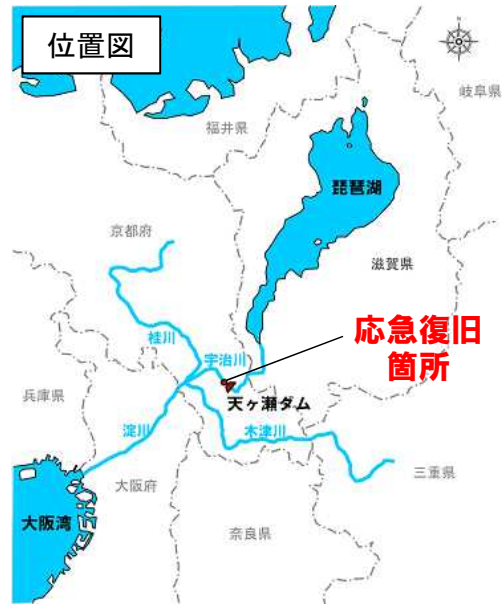 位置図
N
岐阜県
福井県
琵琶湖
京都府
滋賀県
応急復旧
箇所
桂川
宇治川
兵庫県
天ヶ瀬ダム
淀川
木津川
三重県
大阪府
大阪湾
奈良県